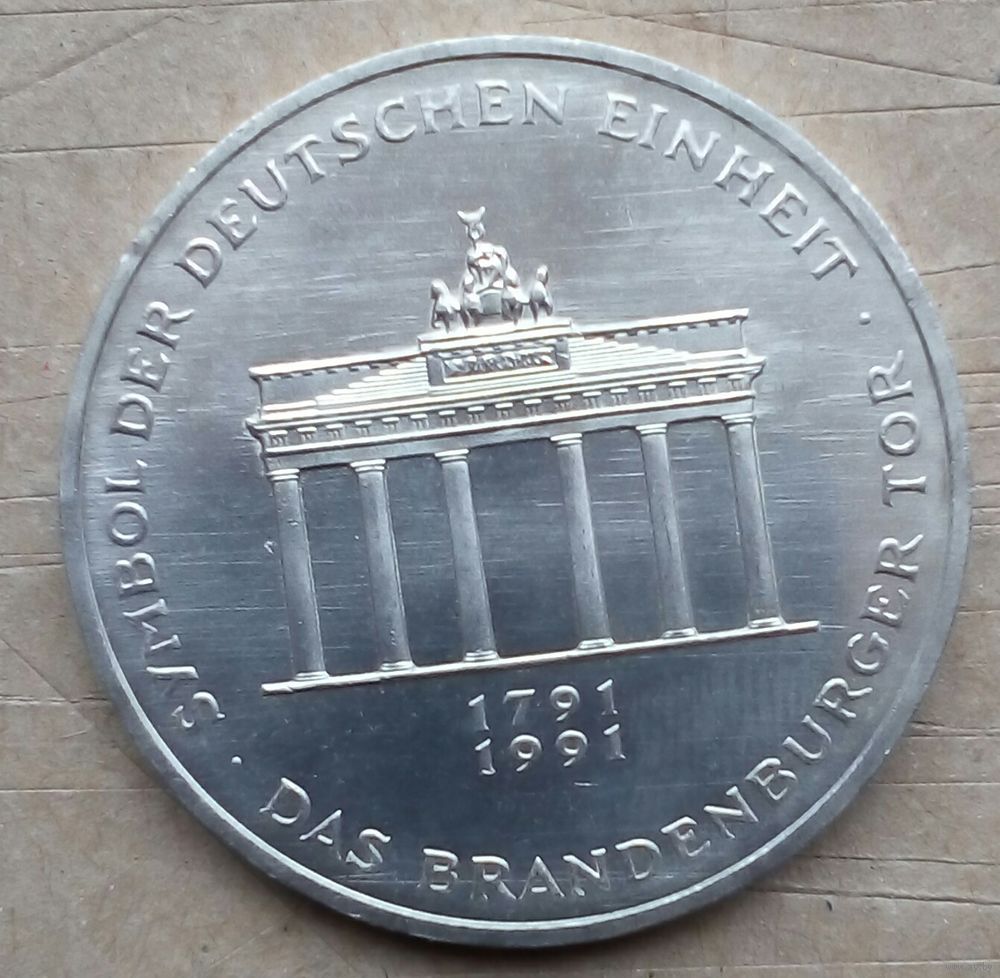 SYMBOL DER DEUTSCHEN EINHEIT ·
DAS BRANDENBURGER TOR ·
1791
1991